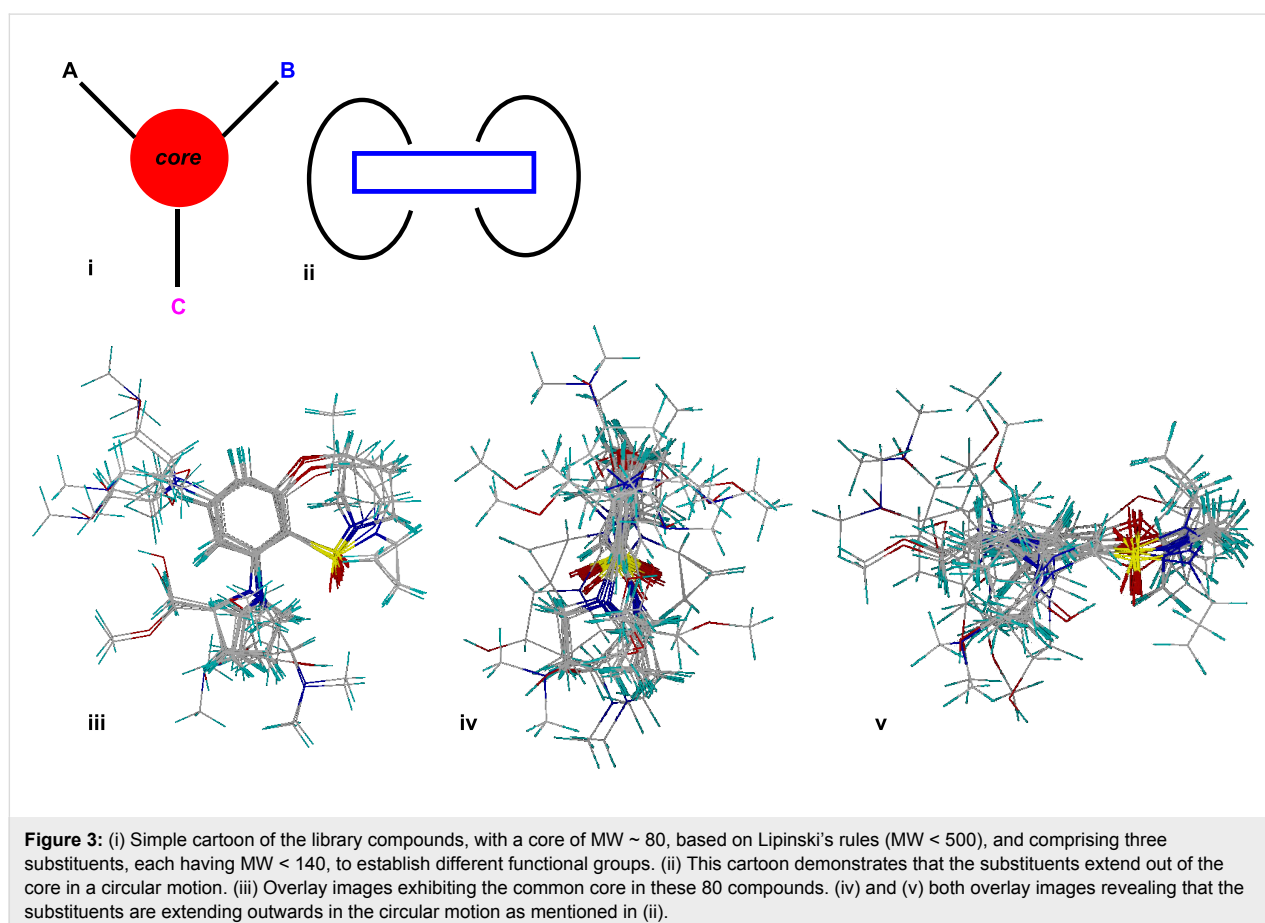 A
B
core
i
ii
C
iii
iv
v
Figure 3: (i) Simple cartoon of the library compounds, with a core of MW ~ 80, based on Lipinski's rules (MW < 500), and comprising three
substituents, each having MW < 140, to establish different functional groups. (ii) This cartoon demonstrates that the substituents extend out of the
core in a circular motion. (iii) Overlay images exhibiting the common core in these 80 compounds. (iv) and (v) both overlay images revealing that the
substituents are extending outwards in the circular motion as mentioned in (ii).